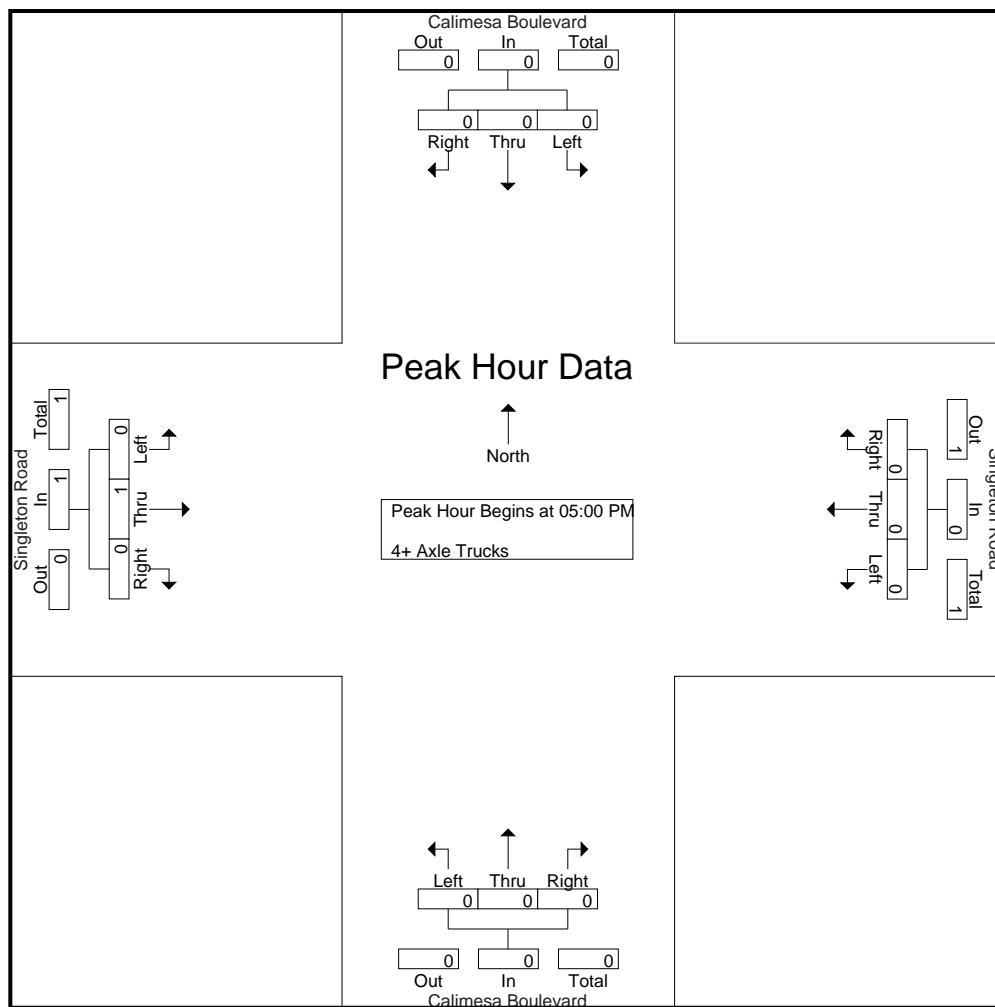 Calimesa Boulevard
Out In Total
0 0 0
0 0 0
Right Thru Left
Peak Hour Data
North
Peak Hour Begins at 05:00 PM
4+ Axle Trucks
Singleton Road
Total In Out
1 1 0
0 1 0
Left Thru Right
Singleton Road
Out In Total
1 0 1
0 0 0
Right Thru Left
Left Thru Right
0 0 0
0 0 0
Out In Total
Calimesa Boulevard